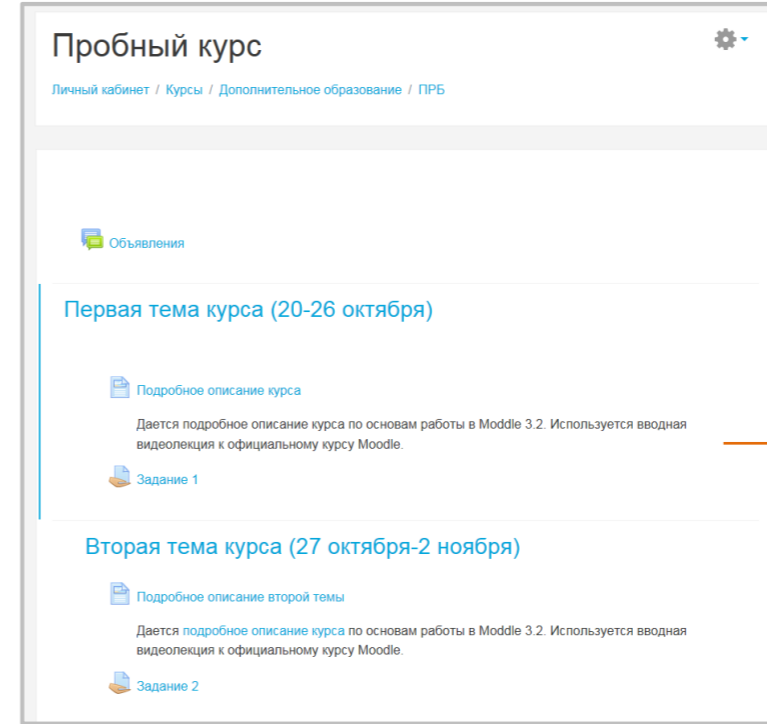 Пробный курс
Личный кабинет / Курсы / Дополнительное образование / ПРБ
Объявления
Первая тема курса (20-26 октября)
Подробное описание курса
Дается подробное описание курса по основам работы в Moddle 3.2. Используется вводная
видеолекция к официальному курсу Moodle.
Задание 1
Вторая тема курса (27 октября-2 ноября)
Подробное описание второй темы
Дается подробное описание курса по основам работы в Moddle 3.2. Используется вводная
видеолекция к официальному курсу Moodle.
Задание 2